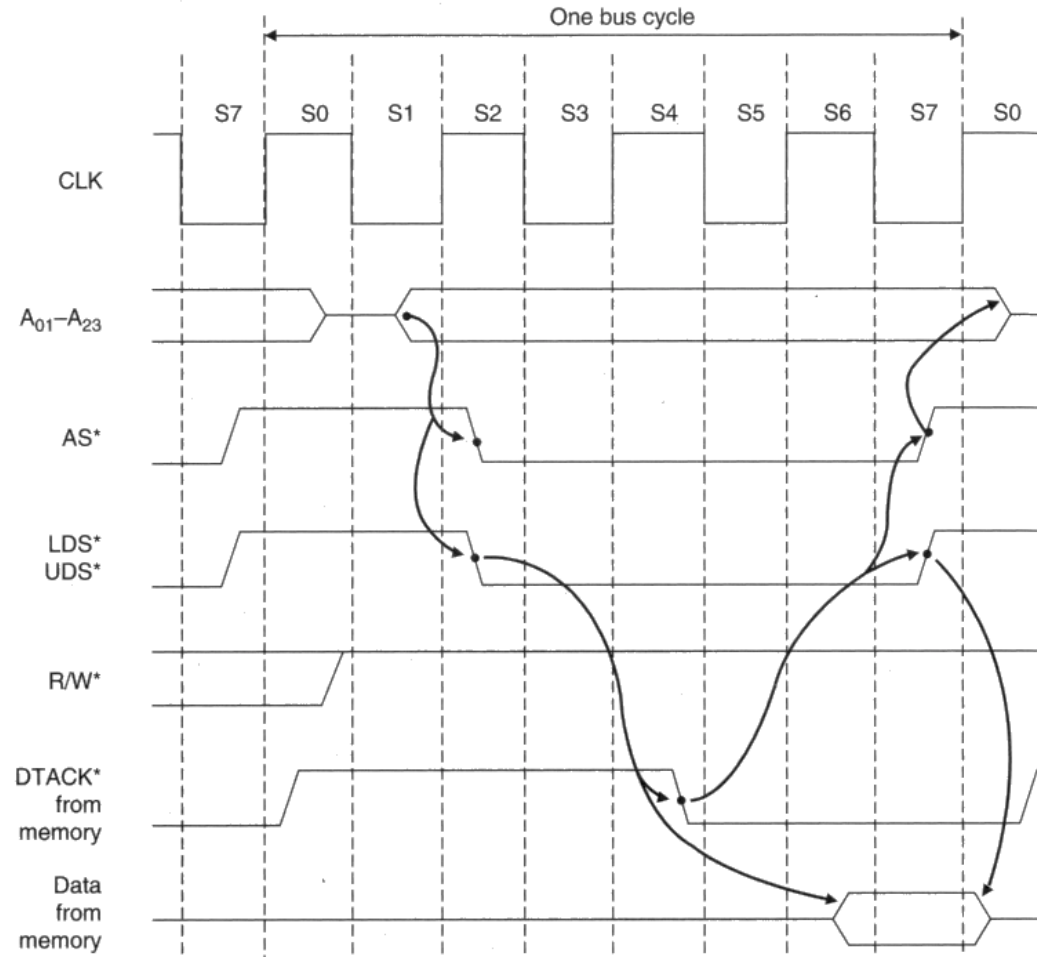 One bus cycle
S7 S0 S1 S2 S3 S4 S5 S6 S7 S0
CLK
A₀₁–A₂₃
AS*
LDS*
UDS*
R/W*
DTACK*
from
memory
Data
from
memory